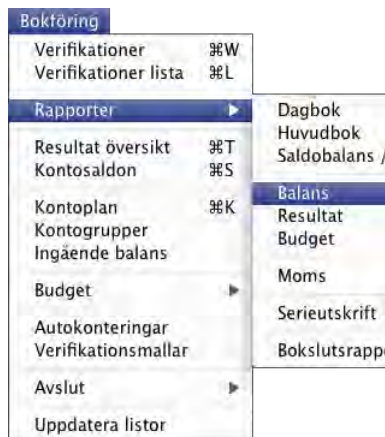 Bokföring
Verifikationer ⌘W
Verifikationer lista ⌘L
Rapporter
Resultat översikt ⌘T
Kontosaldon ⌘S
Kontoplan ⌘K
Kontogrupper
Ingående balans
Budget
Autokonteringar
Verifikationsmallar
Avslut
Uppdatera listor
Dagbok
Huvudbok
Saldobalans /
Balans
Resultat
Budget
Moms
Serieutskrift